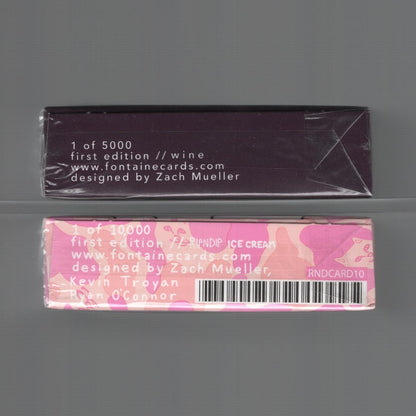 1 of 5000
first edition // wine
www.fontainecards.com
designed by Zach Mueller
1 of 10000
first edition // RIPNDIP ICE CREAM
www.fontainecards.com
designed by Zach Mueller,
Kevin Troyan
Ryan O'Connor
RNDCARD10